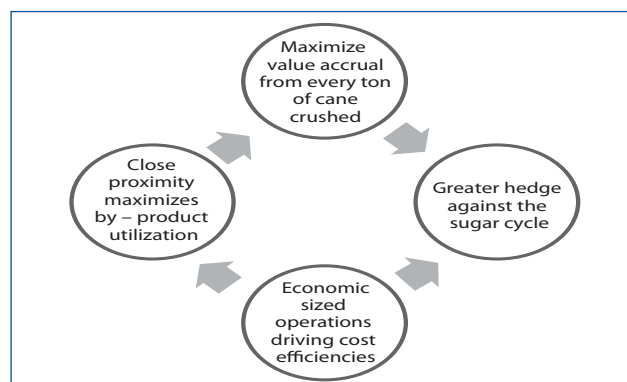 Maximize
value accrual
from every ton
of cane
crushed
Close
proximity
maximizes
by – product
utilization
Greater hedge
against the
sugar cycle
Economic
sized
operations
driving cost
efficiencies